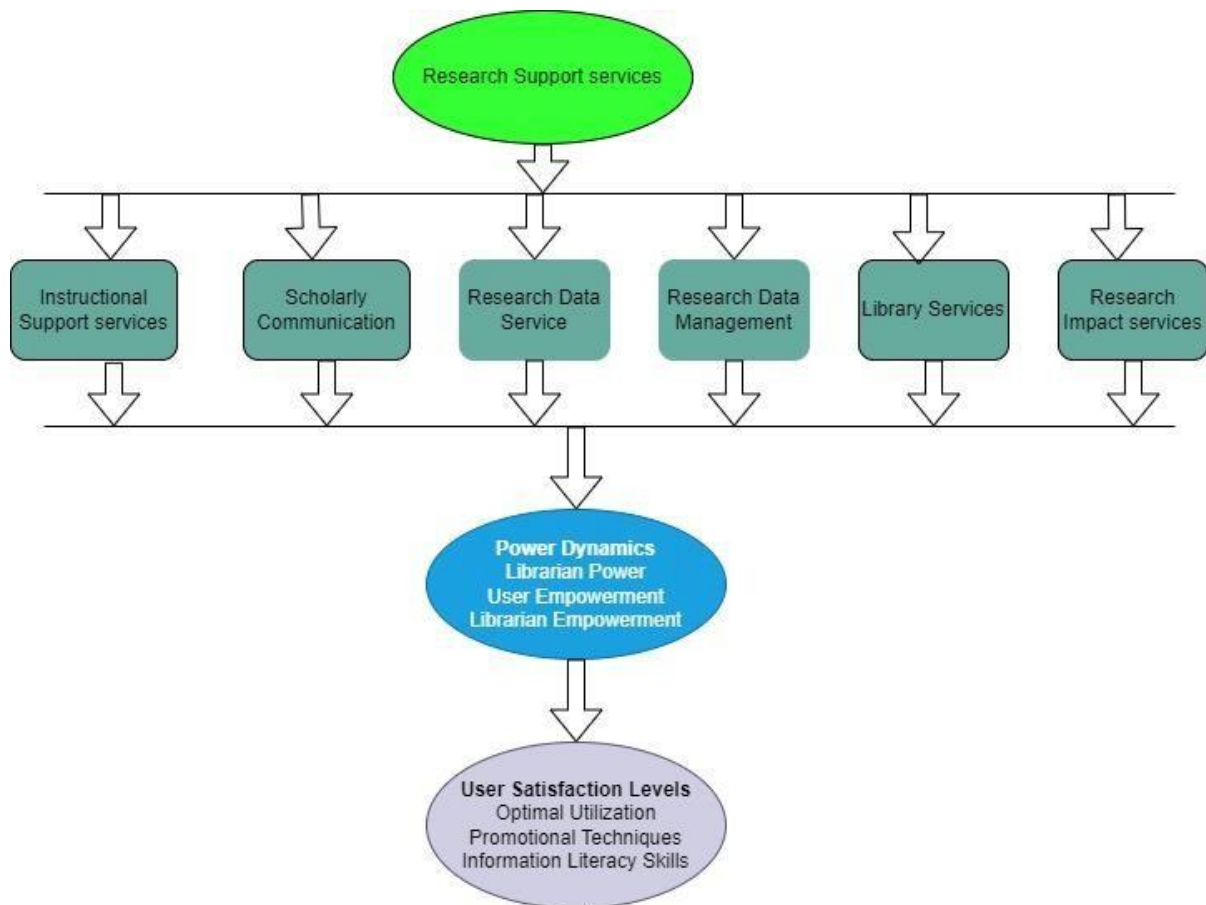 Research Support services
Instructional
Support services
Scholarly
Communication
Research Data
Service
Research Data
Management
Library Services
Research
Impact services
Power Dynamics
Librarian Power
User Empowerment
Librarian Empowerment
User Satisfaction Levels
Optimal Utilization
Promotional Techniques
Information Literacy Skills